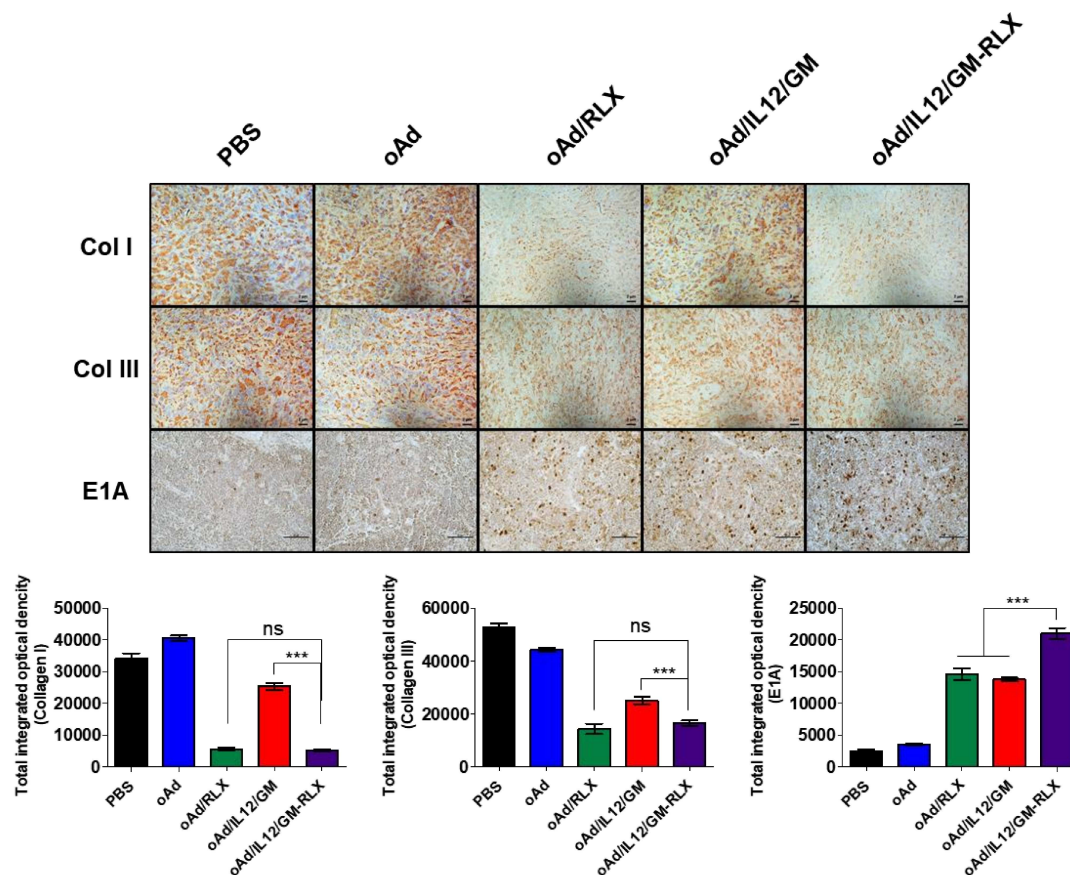 PBS
oAd
oAd/RLX
oAd/IL12/GM
oAd/IL12/GM-RLX
Col I
Col III
E1A
Total integrated optical dencity
(Collagen I)
50000
40000
30000
20000
10000
0
ns
***
PBS
oAd
oAd/RLX
oAd/IL12/GM
oAd/IL12/GM-RLX
Total integrated optical dencity
(Collagen III)
60000
40000
20000
0
ns
***
PBS
oAd
oAd/RLX
oAd/IL12/GM
oAd/IL12/GM-RLX
Total integrated optical dencity
(E1A)
25000
20000
15000
10000
5000
0
***
PBS
oAd
oAd/RLX
oAd/IL12/GM
oAd/IL12/GM-RLX